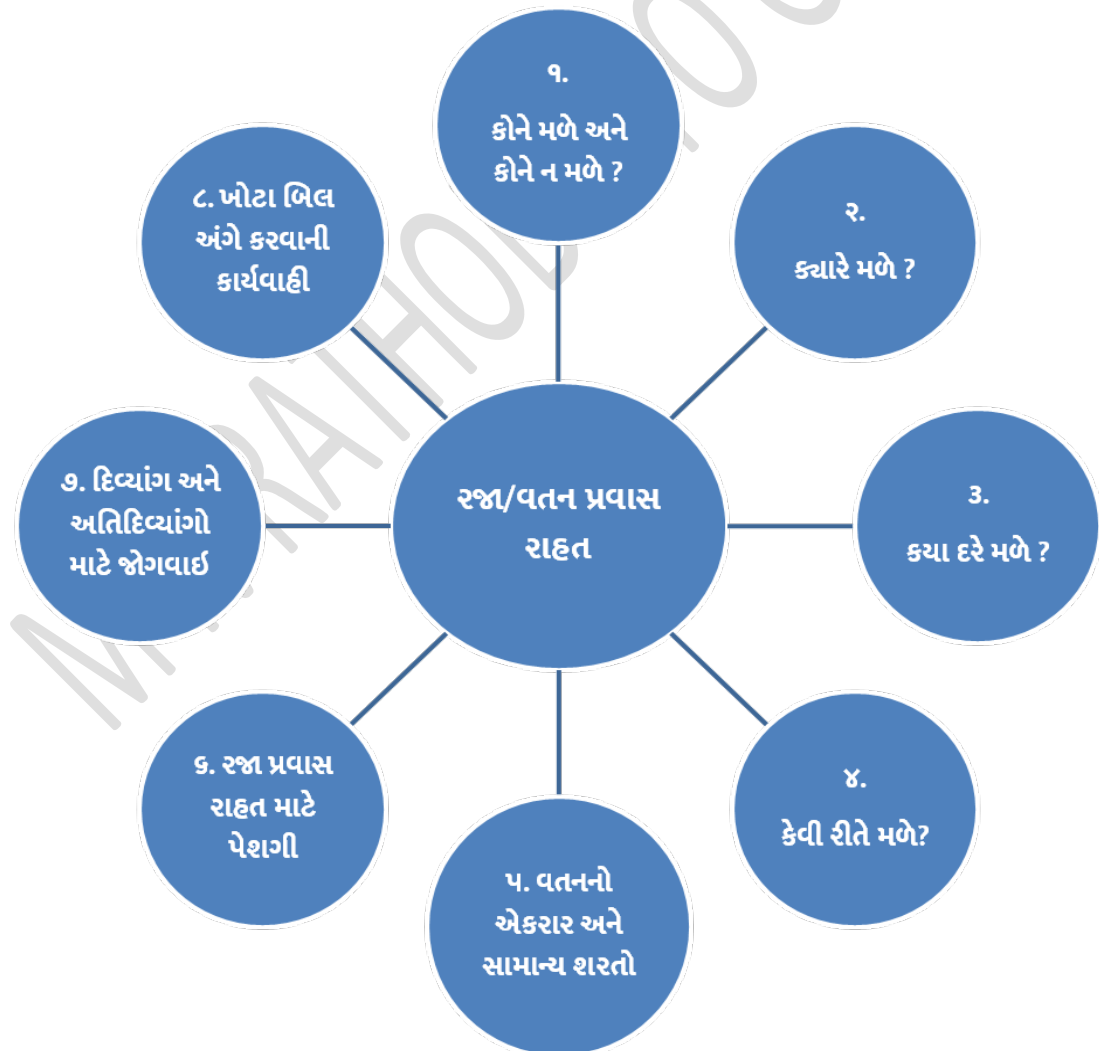 ૧.
કોને મળે અને
કોને ન મળે ?
૨.
ક્યારે મળે ?
૩.
કયા દરે મળે ?
૪.
કેવી રીતે મળે?
૫. વતનનો
એકરાર અને
સામાન્ય શરતો
૬. રજા પ્રવાસ
રાહત માટે
પેશગી
૭. દિવ્યાંગ અને
અતિદિવ્યાંગો
માટે જોગવાઇ
૮. ખોટા બિલ
અંગે કરવાની
કાર્યવાહી
રજા/વતન પ્રવાસ
રાહત